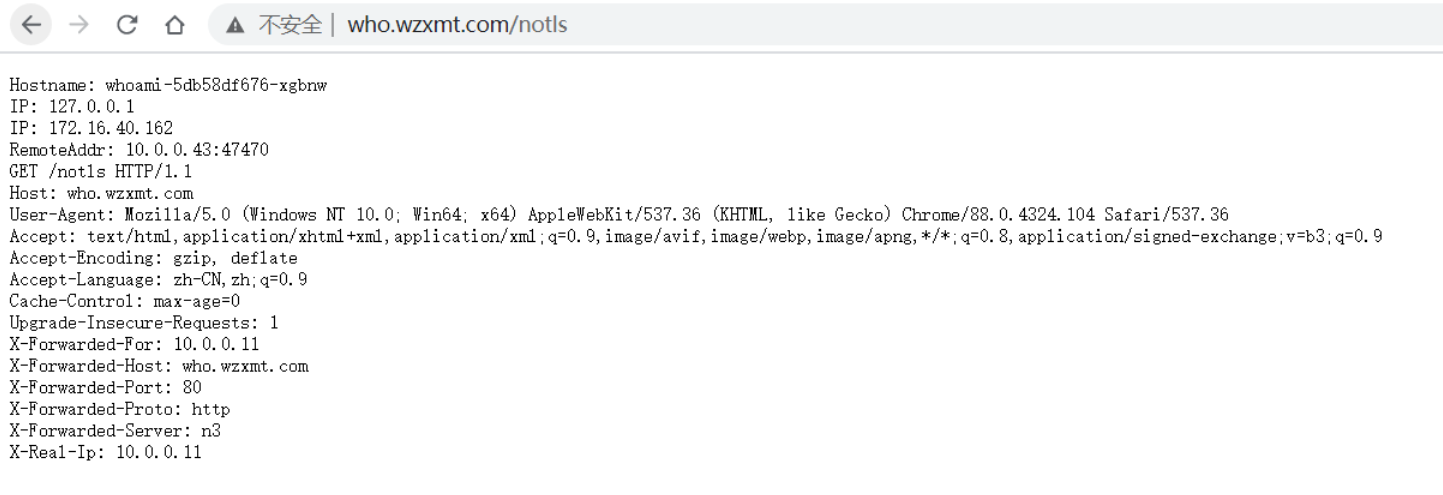 不安全 who.wzxmt.com/notls
Hostname: whoami-5db58df676-xgbnw
IP: 127.0.0.1
IP: 172.16.40.162
RemoteAddr: 10.0.0.43:47470
GET /notls HTTP/1.1
Host: who.wzxmt.com
User-Agent: Mozilla/5.0 (Windows NT 10.0; Win64; x64) AppleWebKit/537.36 (KHTML, like Gecko) Chrome/88.0.4324.104 Safari/537.36
Accept: text/html,application/xhtml+xml,application/xml;q=0.9,image/avif,image/webp,image/apng,*/*;q=0.8,application/signed-exchange;v=b3;q=0.9
Accept-Encoding: gzip, deflate
Accept-Language: zh-CN,zh;q=0.9
Cache-Control: max-age=0
Upgrade-Insecure-Requests: 1
X-Forwarded-For: 10.0.0.11
X-Forwarded-Host: who.wzxmt.com
X-Forwarded-Port: 80
X-Forwarded-Proto: http
X-Forwarded-Server: n3
X-Real-Ip: 10.0.0.11